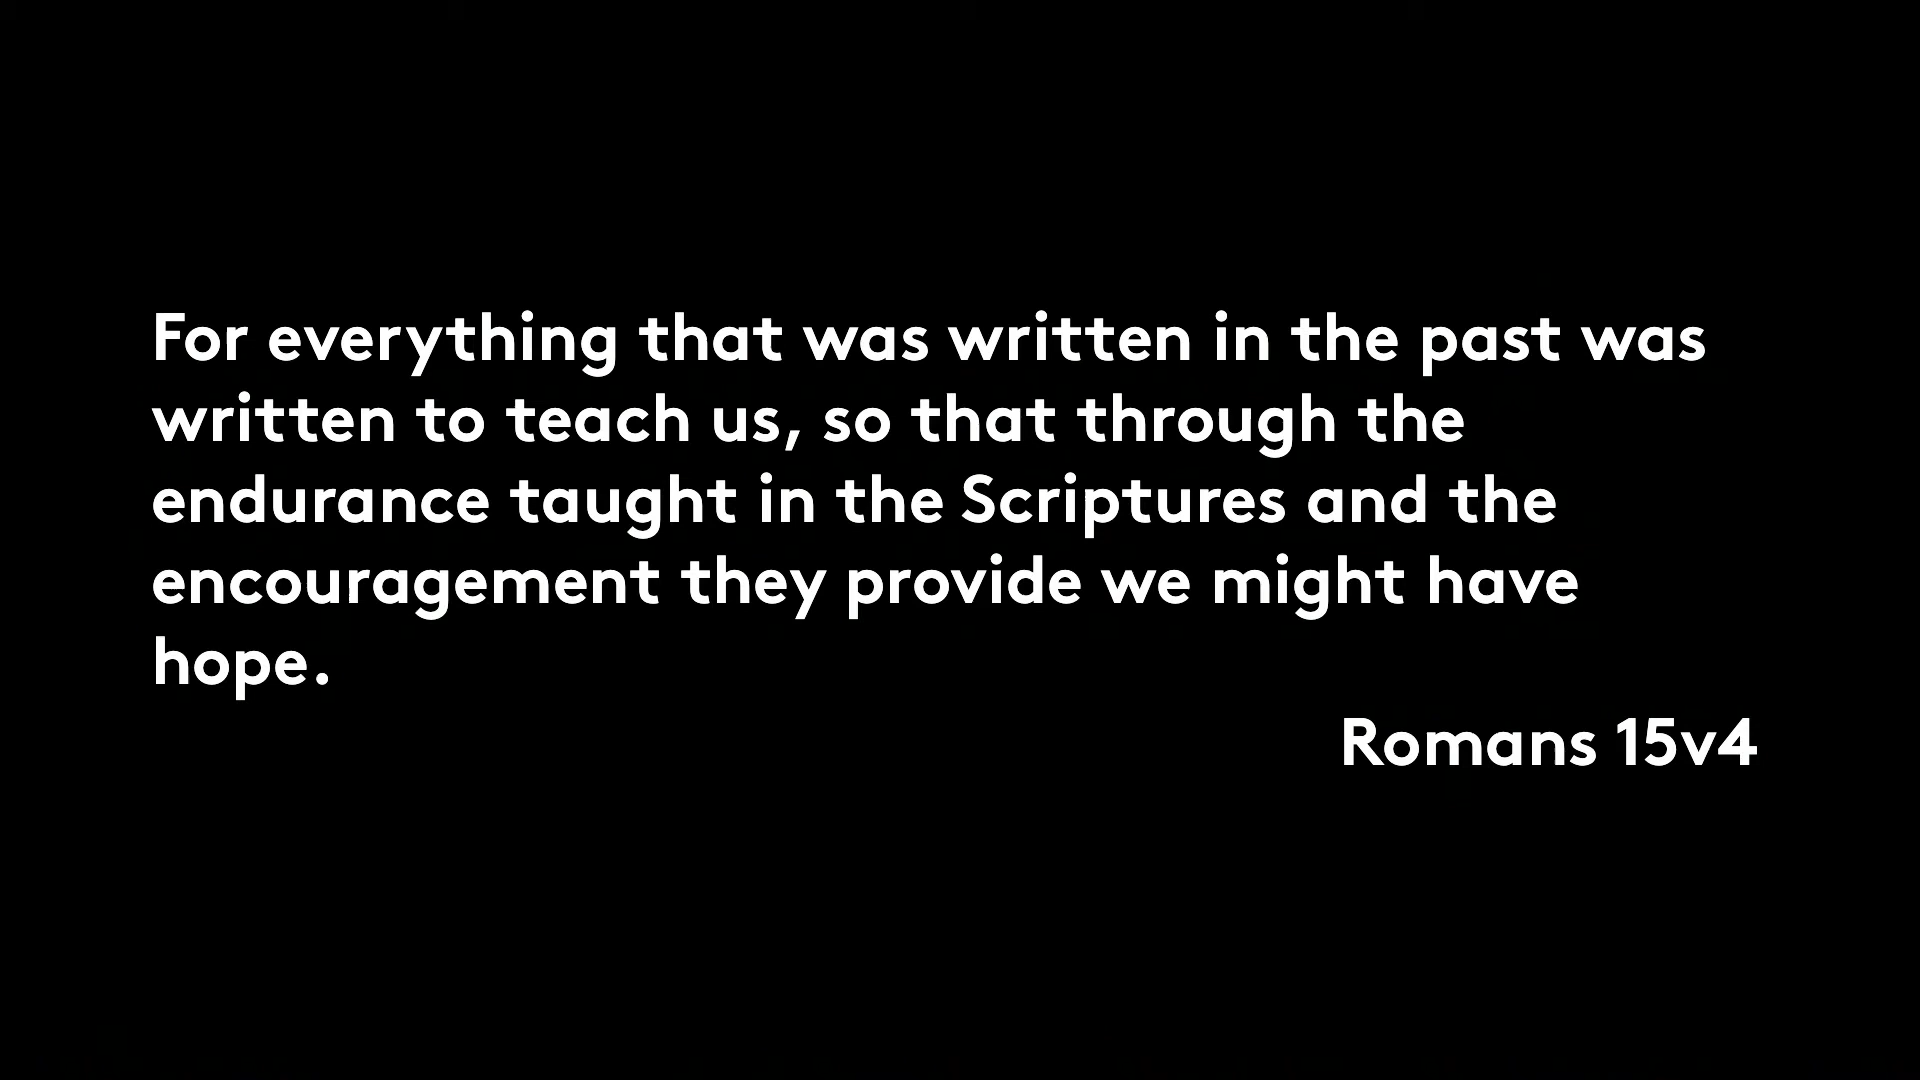 For everything that was written in the past was
written to teach us, so that through the
endurance taught in the Scriptures and the
encouragement they provide we might have
hope.
Romans 15v4